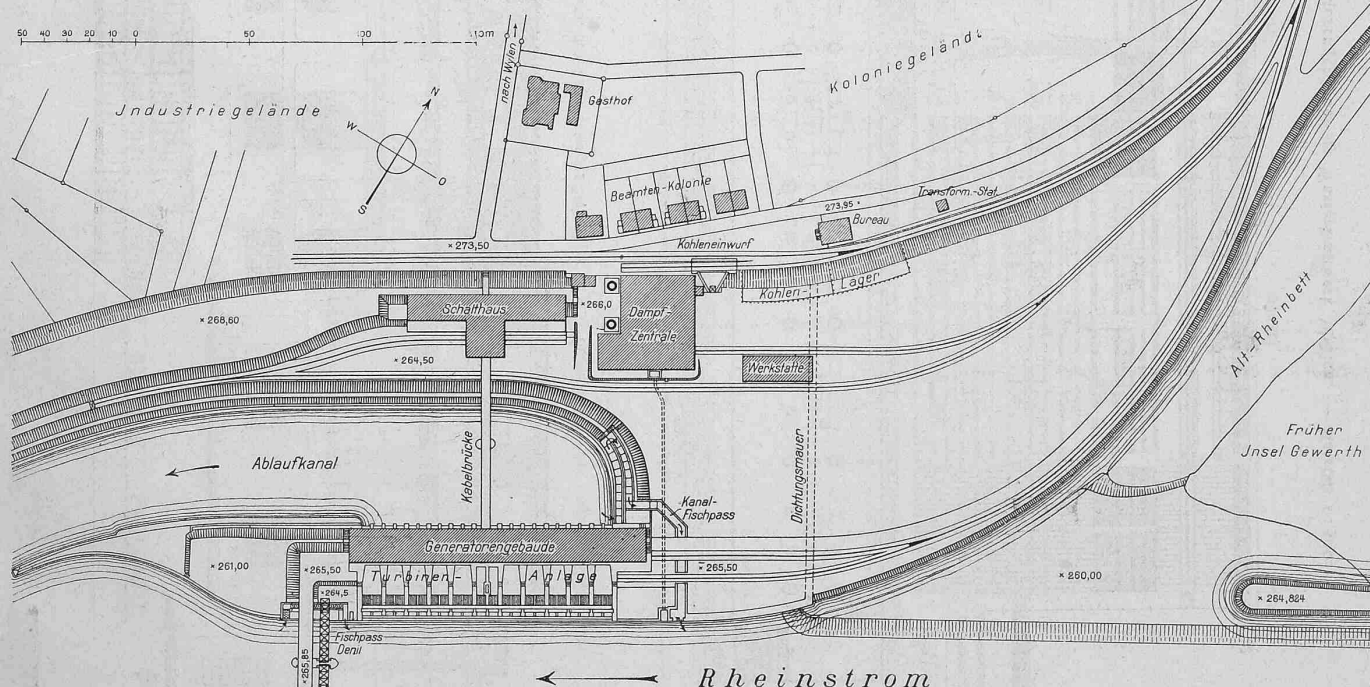 50 40 30 20 10 0 50 100 150m
nach Wylen
Koloniegelände
Gasthof
Industriegelände
N
W
O
S
Beamten-Kolonie
Transform.-Stat.
273,95
Bureau
× 273,50
Kohleneinwurf
Kohlen-Lager
× 266,0
Schalthaus
Dampf-
Zentrale
× 268,60
× 264,50
Werkstätte
Alt-Rheinbett
Früher
Insel Gewerth
Kabelbrücke
Dichtungsmauer
Ablaufkanal
Kanal-
Fischpass
Generatorengebäude
× 261,00
× 265,50
Turbinen-Anlage
× 265,50
× 260,00
× 264,5
× 264,824
Fischpass
Denil
× 265,85
Rheinstrom